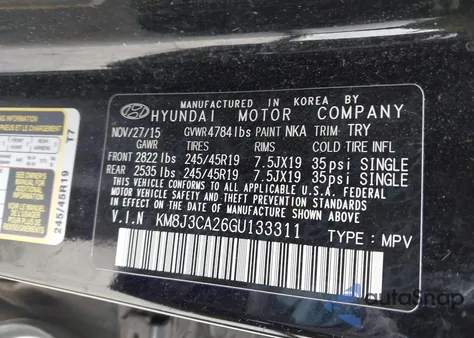 MANUFACTURED IN KOREA BY
HYUNDAI MOTOR COMPANY
NOV/27/15 GVWR4784lbs PAINT NKA TRIM TRY
GAWR TIRES RIMS COLD TIRE INFL
FRONT 2822 lbs 245/45R19 7.5JX19 35psi SINGLE
REAR 2535 lbs 245/45R19 7.5JX19 35psi SINGLE
THIS VEHICLE CONFORMS TO ALL APPLICABLE U.S.A. FEDERAL
MOTOR VEHICLE SAFETY AND THEFT PREVENTION
STANDARDS IN EFFECT ON THE DATE OF MANUFACTURE SHOWN ABOVE.
V.I.N KM8J3CA26GU133311 TYPE : MPV
245/45R19 T7
autoSnap